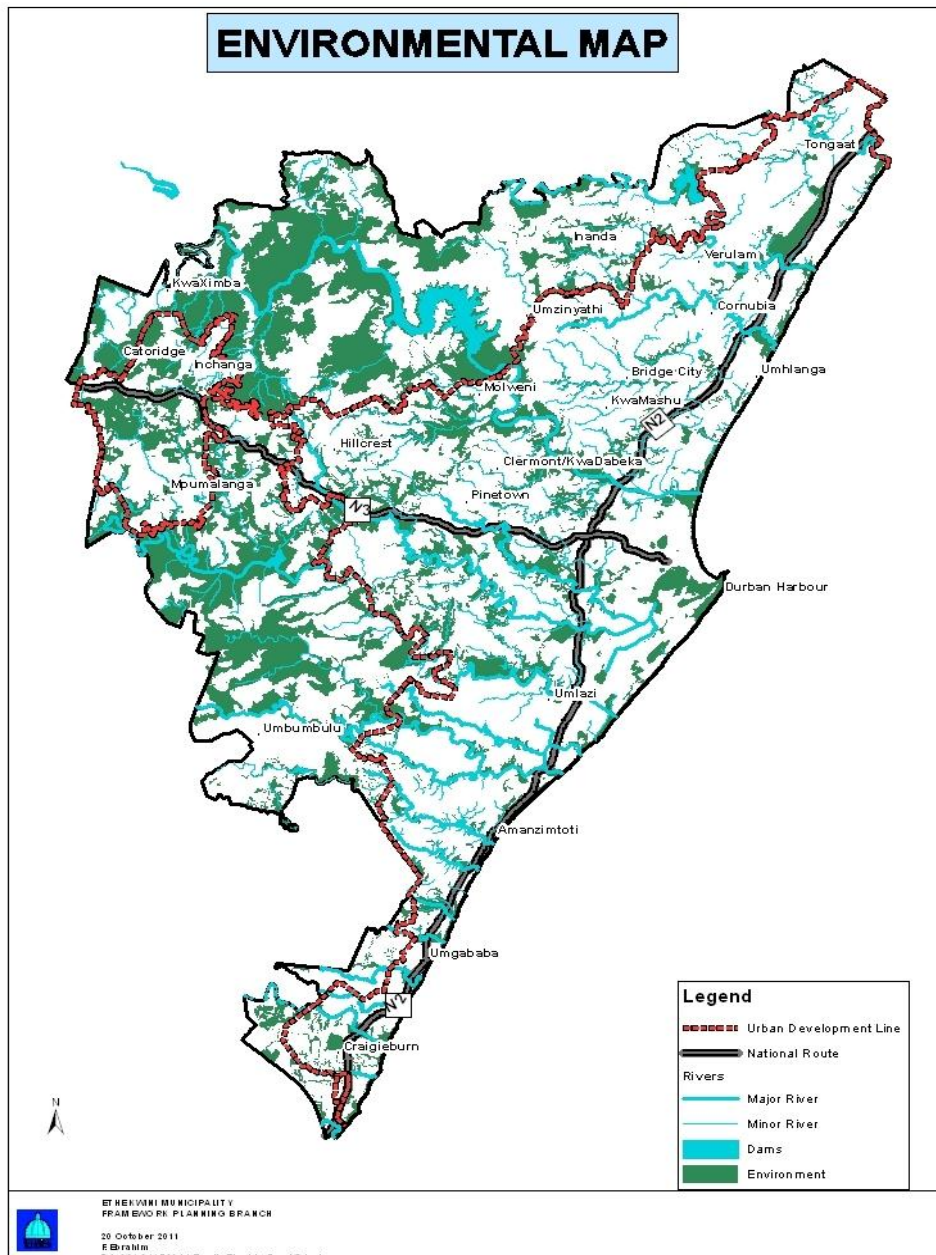 ENVIRONMENTAL MAP
Tongaat
Inanda
Verulam
KwaXimba
Umzinyathi
Cornubia
Catoridge
Inchanga
Molweni
Bridge City
Umhlanga
KwaMashu
N2
Hillcrest
Clermont/KwaDabeka
Mpumalanga
Pinetown
N3
Durban Harbour
Umlazi
Umbumbulu
Amanzimtoti
Umgababa
N2
Craigieburn
Legend
Urban Development Line
National Route
Rivers
Major River
Minor River
Dams
Environment
N
ETHEKWINI MUNICIPALITY
FRAMEWORK PLANNING BRANCH
20 October 2011
F.Ebrahim